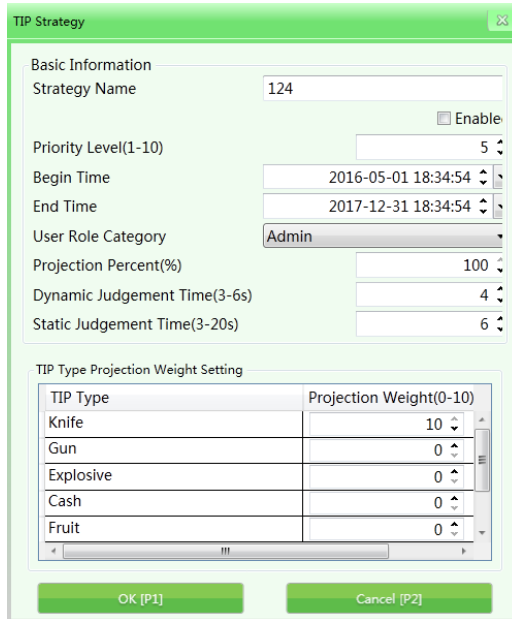 TIP Strategy
Basic Information
Strategy Name 124
Enable
Priority Level(1-10) 5
Begin Time 2016-05-01 18:34:54
End Time 2017-12-31 18:34:54
User Role Category Admin
Projection Percent(%) 100
Dynamic Judgement Time(3-6s) 4
Static Judgement Time(3-20s) 6
TIP Type Projection Weight Setting
TIP Type Projection Weight(0-10)
Knife 10
Gun 0
Explosive 0
Cash 0
Fruit 0
OK [P1] Cancel [P2]